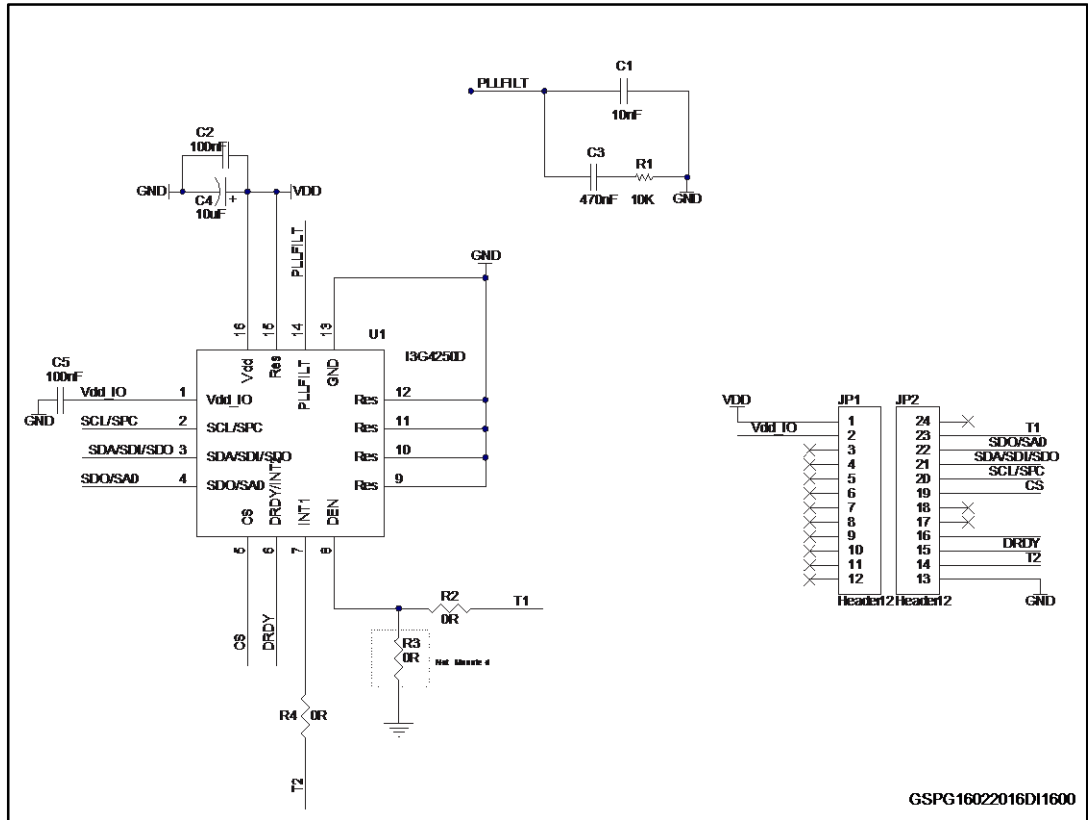 C1
PLLFILT
10nF
C3
R1
470nF
10K
GND
C2
100nF
GND
VDD
C4
10uF
+
PLLFILT
GND
16
15
14
13
U1
I3G4250D
Vdd
Res
PLLFILT
GND
C5
100nF
GND
Vdd_IO
1
Vdd_IO
Res
12
SCL/SPC
2
SCL/SPC
Res
11
SDA/SDI/SDO
3
SDA/SDI/SDO
Res
10
SDO/SA0
4
SDO/SA0
Res
9
CS
DRDY/INT2
INT1
DEN
5
6
7
8
CS
DRDY
R2
0R
T1
R3
0R
Not Mounted
R4
0R
T2
VDD
Vdd_IO
JP1
1
2
3
4
5
6
7
8
9
10
11
12
Header12
JP2
24
23
T1
22
SDO/SA0
21
SDA/SDI/SDO
20
SCL/SPC
19
CS
18
17
16
15
DRDY
14
T2
13
Header12
GND
GSPG16022016DI1600